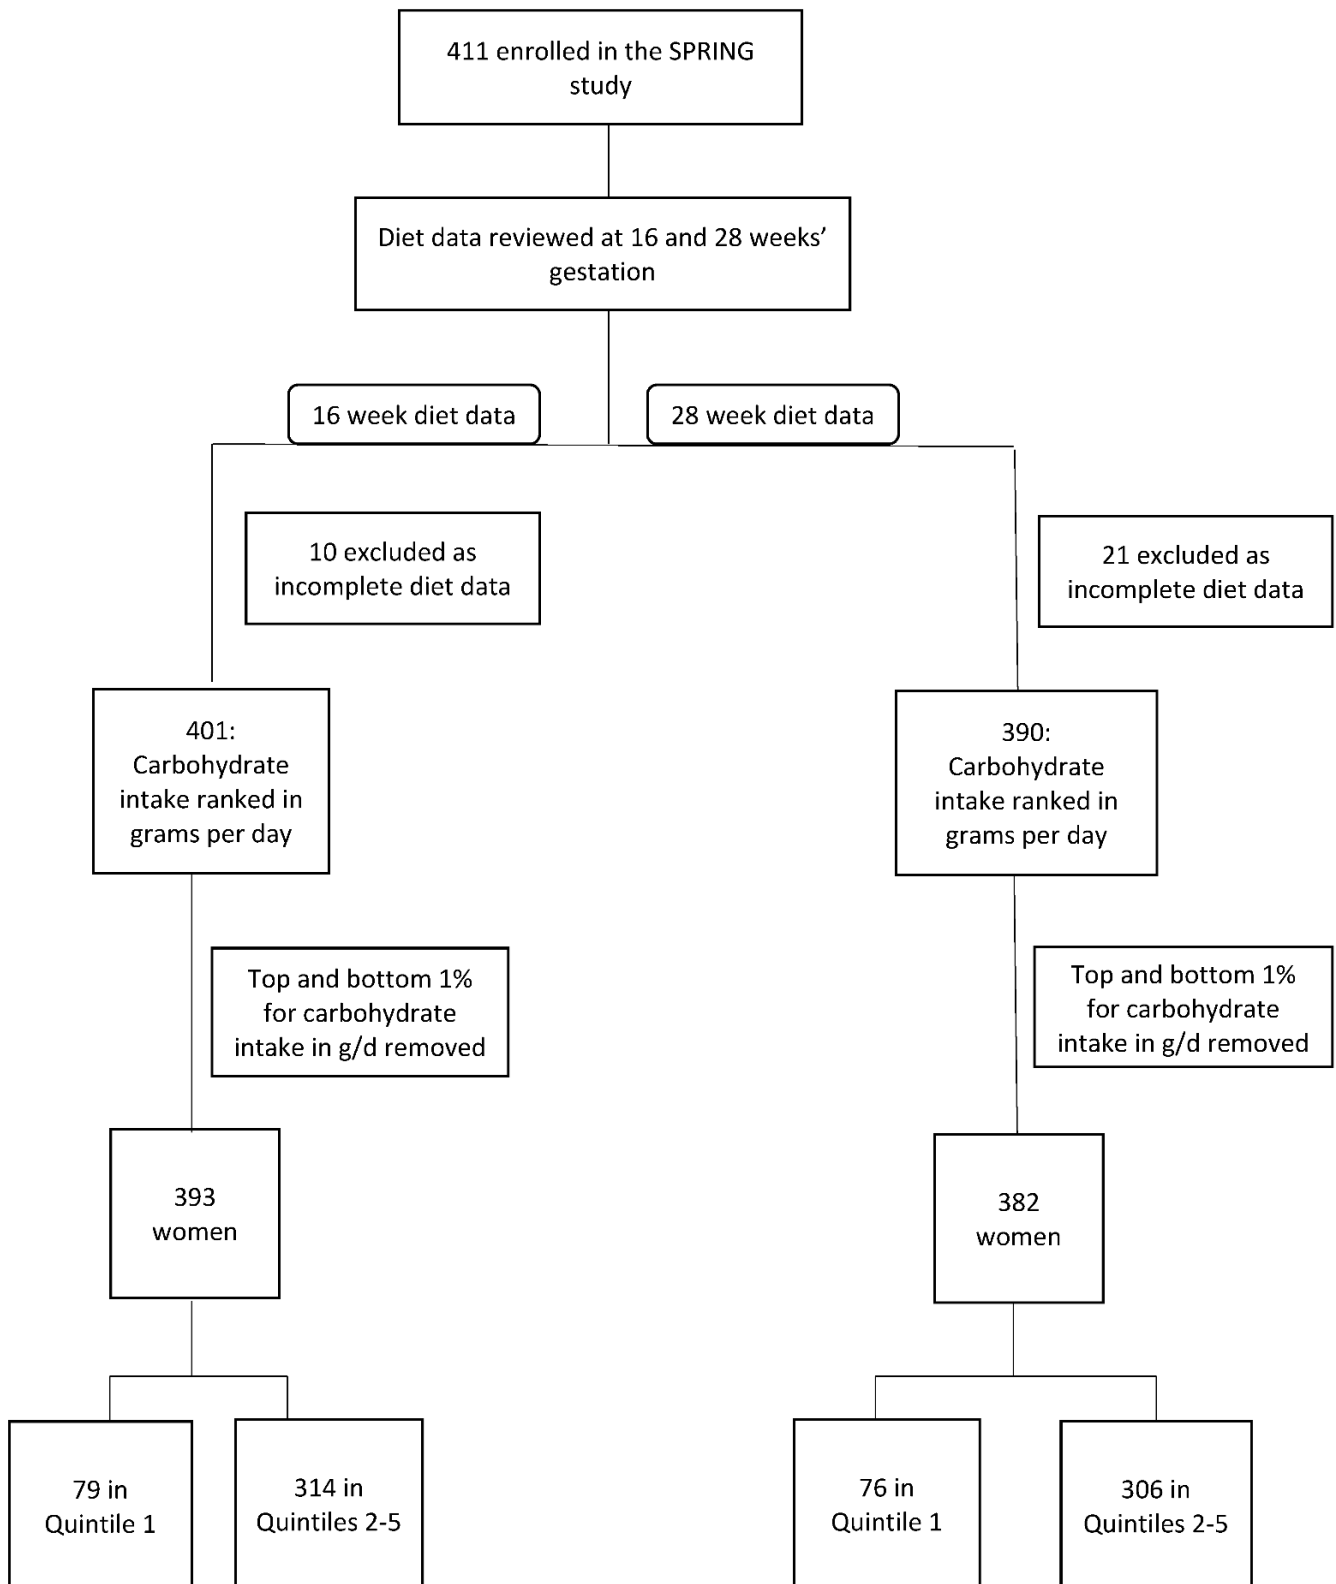 411 enrolled in the SPRING
study
Diet data reviewed at 16 and 28 weeks’
gestation
16 week diet data
28 week diet data
10 excluded as
incomplete diet data
21 excluded as
incomplete diet data
401:
Carbohydrate
intake ranked in
grams per day
390:
Carbohydrate
intake ranked in
grams per day
Top and bottom 1%
for carbohydrate
intake in g/d removed
Top and bottom 1%
for carbohydrate
intake in g/d removed
393
women
382
women
79 in
Quintile 1
314 in
Quintiles 2-5
76 in
Quintile 1
306 in
Quintiles 2-5